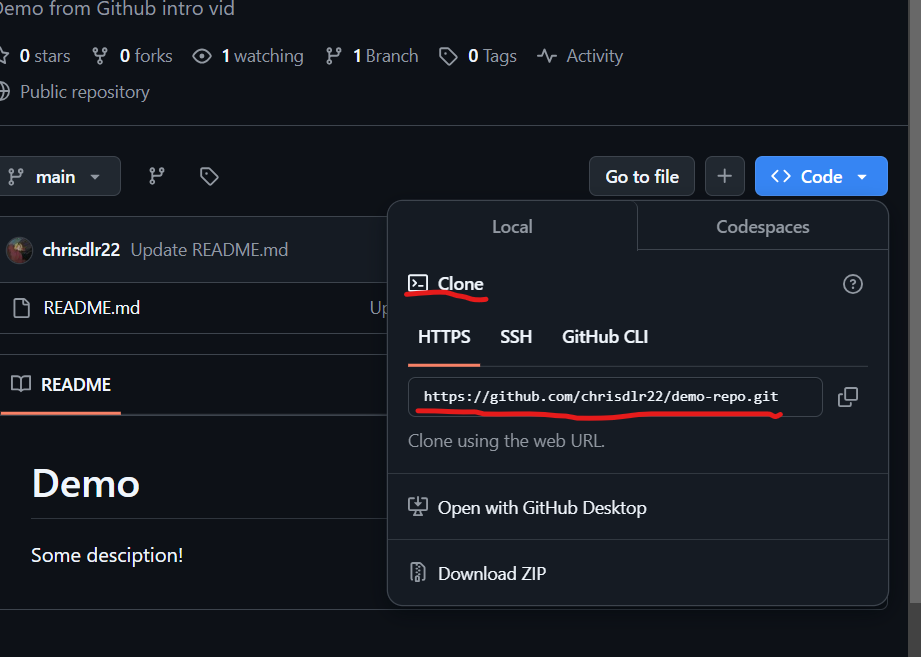 Demo from Github intro vid
0 stars 0 forks 1 watching 1 Branch 0 Tags Activity
Public repository
main Go to file Code
Local Codespaces
chrisdlr22 Update README.md
Clone
README.md Up
HTTPS SSH GitHub CLI
README
https://github.com/chrisdlr22/demo-repo.git
Clone using the web URL.
Demo
Open with GitHub Desktop
Some desciption!
Download ZIP